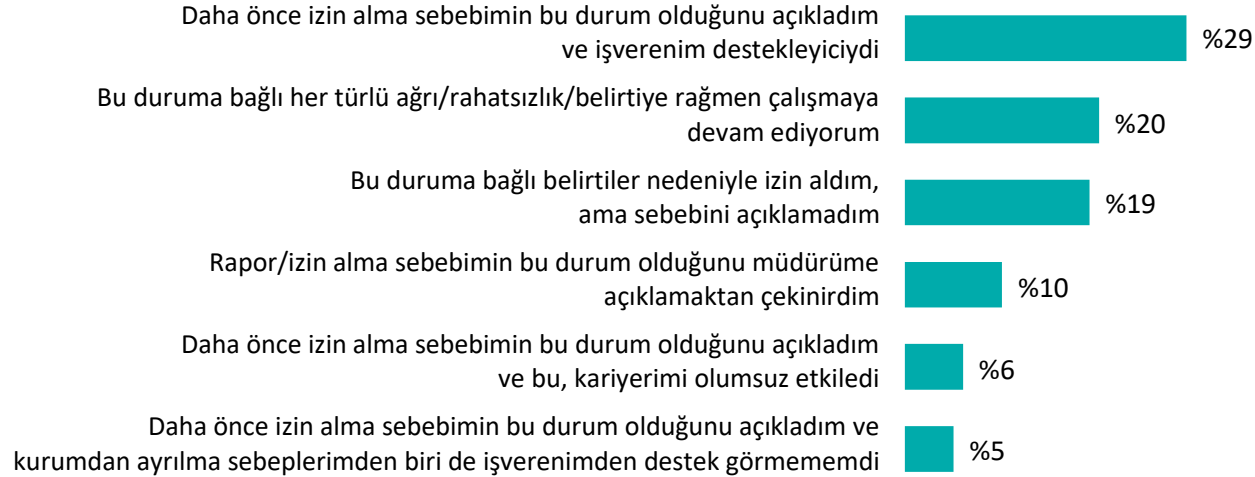 Daha önce izin alma sebebimin bu durum olduğunu açıkladım
ve işverenim destekleyiciydi
%29
Bu duruma bağlı her türlü ağrı/rahatsızlık/belirtiye rağmen çalışmaya
devam ediyorum
%20
Bu duruma bağlı belirtiler nedeniyle izin aldım,
ama sebebini açıklamadım
%19
Rapor/izin alma sebebimin bu durum olduğunu müdürüme
açıklamaktan çekinirdim
%10
Daha önce izin alma sebebimin bu durum olduğunu açıkladım
ve bu, kariyerimi olumsuz etkiledi
%6
Daha önce izin alma sebebimin bu durum olduğunu açıkladım ve
kurumdan ayrılma sebeplerimden biri de işverenimden destek görmememdi
%5